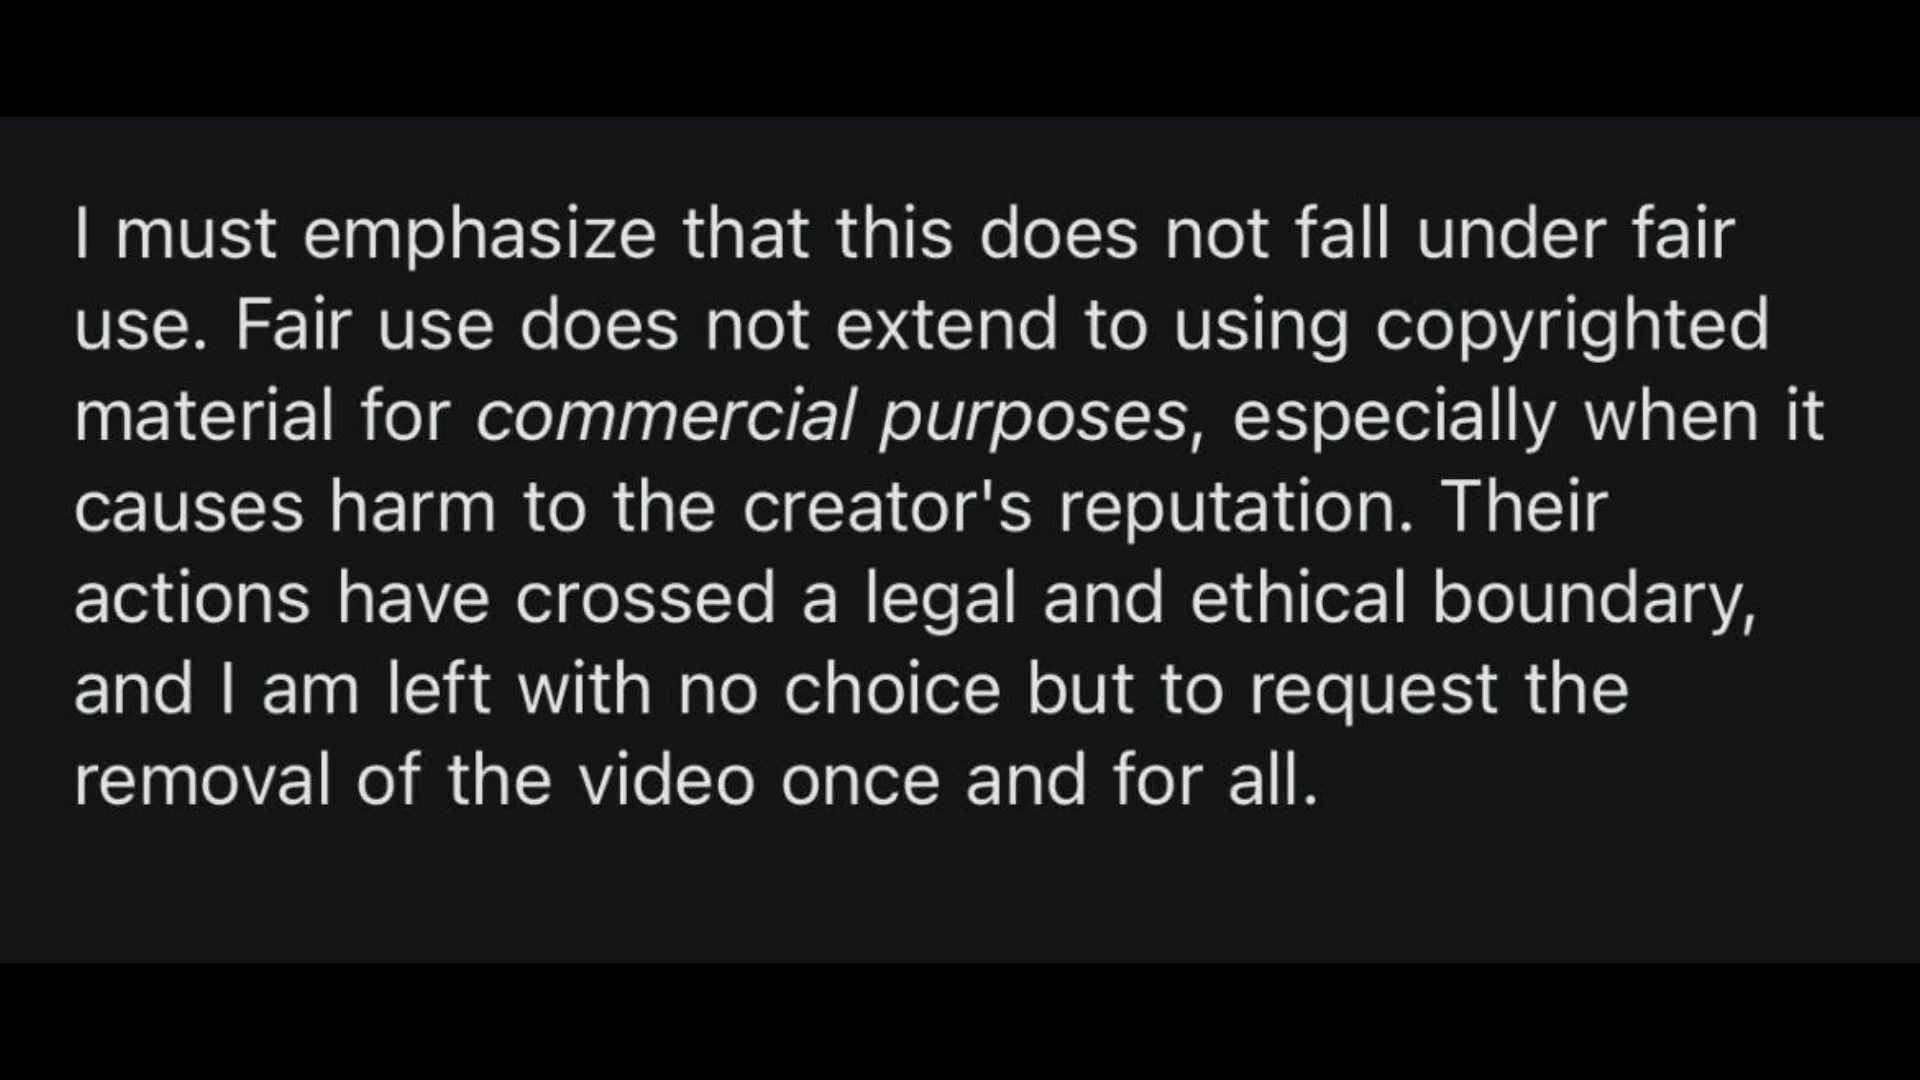 I must emphasize that this does not fall under fair
use. Fair use does not extend to using copyrighted
material for commercial purposes, especially when it
causes harm to the creator's reputation. Their
actions have crossed a legal and ethical boundary,
and I am left with no choice but to request the
removal of the video once and for all.